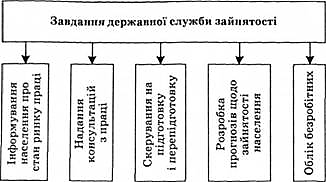 Завдання державної служби зайнятості
Інформування
населення про
стан ринку праці
Надання
консультацій
з праці
Скерування на
підготовку
і перепідготовку
Розробка
прогнозів щодо
зайнятості
населення
Облік безробітних